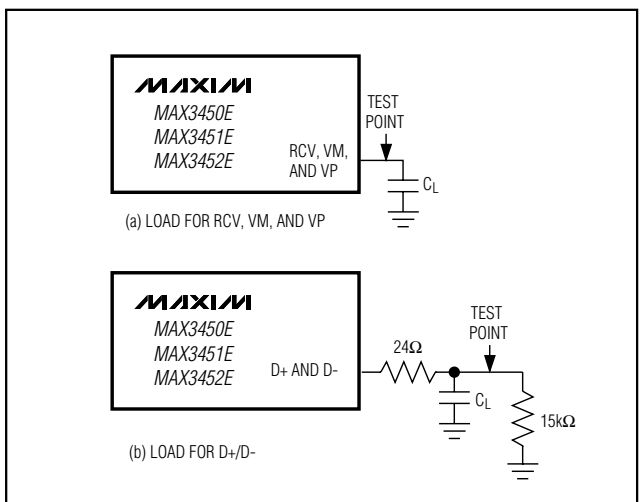 MAXIM
MAX3450E
MAX3451E
MAX3452E
RCV, VM,
AND VP
TEST
POINT
CL
(a) LOAD FOR RCV, VM, AND VP
MAXIM
MAX3450E
MAX3451E
MAX3452E
D+ AND D-
24Ω
TEST
POINT
CL
15kΩ
(b) LOAD FOR D+/D-